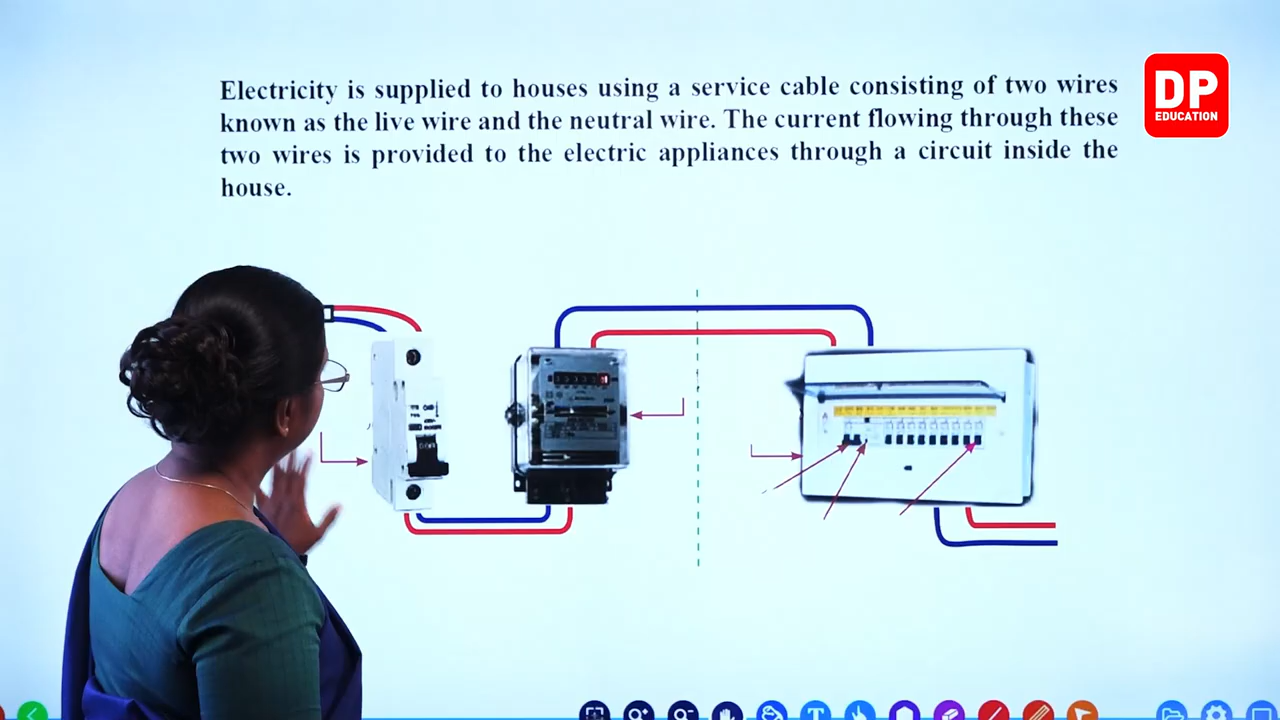 Electricity is supplied to houses using a service cable consisting of two wires
known as the live wire and the neutral wire. The current flowing through these
two wires is provided to the electric appliances through a circuit inside the
house.
DP
EDUCATION